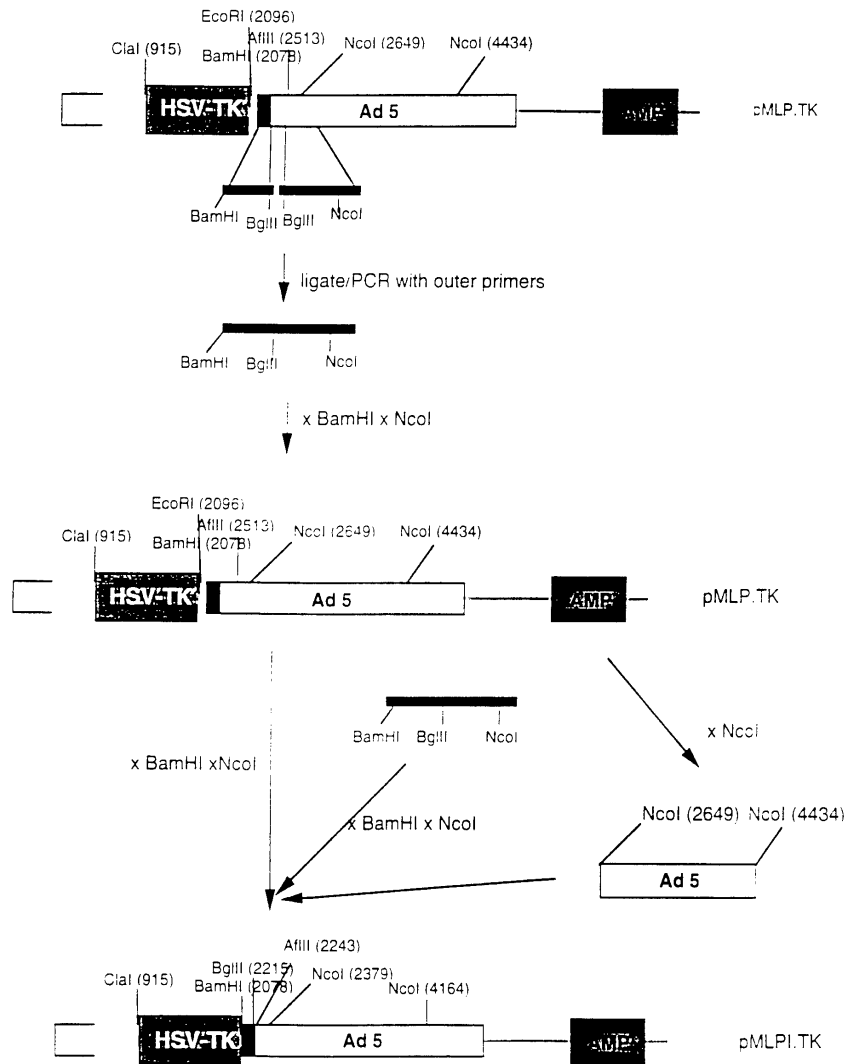 EcoRI (2096)
AflII (2513)
ClaI (915)
BamHI (2078)
NcoI (2649)
NcoI (4434)
HSV-TK
Ad 5
AMP
pMLP.TK
BamHI
BglII
BglII
NcoI
ligate/PCR with outer primers
BamHI
BglII
NcoI
x BamHI x NcoI
EcoRI (2096)
AflII (2513)
ClaI (915)
BamHI (2078)
NcoI (2649)
NcoI (4434)
HSV-TK
Ad 5
AMP
pMLP.TK
BamHI
BglII
NcoI
x NcoI
x BamHI xNcoI
x BamHI x NcoI
NcoI (2649) NcoI (4434)
Ad 5
AflII (2243)
BglII (2215)
ClaI (915)
BamHI (2078)
NcoI (2379)
NcoI (4164)
HSV-TK
Ad 5
AMP
pMLPI.TK